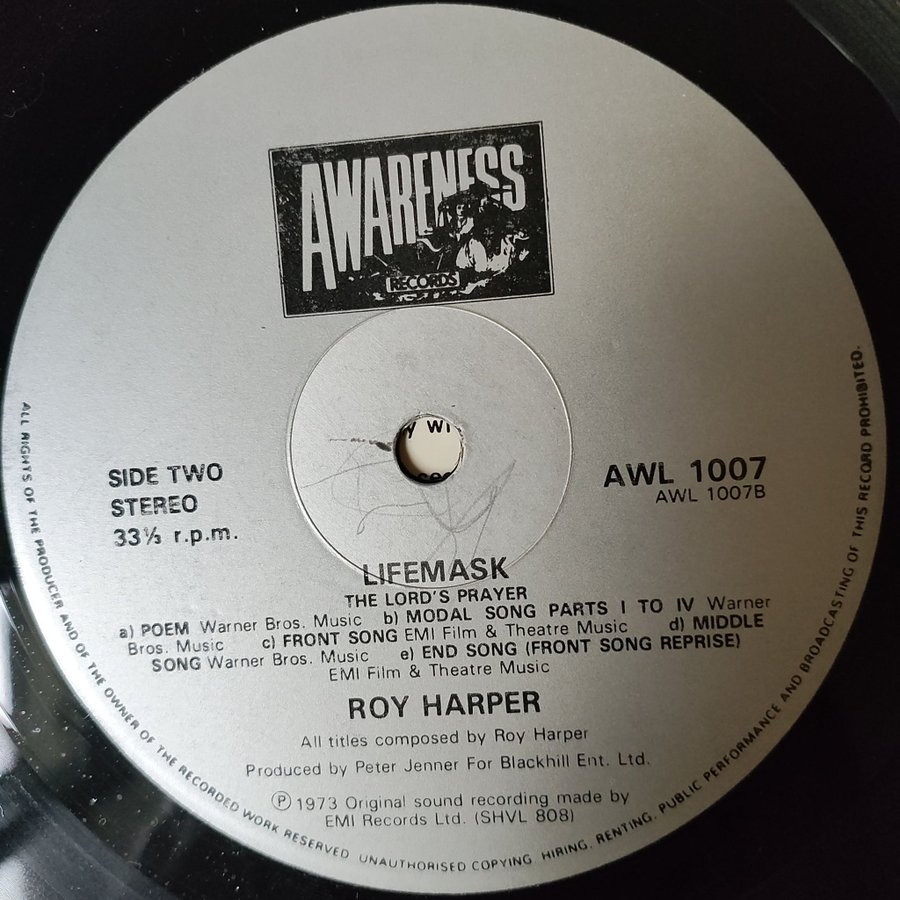 AWARENESS
RECORDS
y wi
SIDE TWO
STEREO
33⅓ r.p.m.
AWL 1007
AWL 1007B
LIFEMASK
THE LORD'S PRAYER
a) POEM Warner Bros. Music b) MODAL SONG PARTS I TO IV Warner
Bros. Music c) FRONT SONG EMI Film & Theatre Music d) MIDDLE
SONG Warner Bros. Music e) END SONG (FRONT SONG REPRISE)
EMI Film & Theatre Music
ROY HARPER
All titles composed by Roy Harper
Produced by Peter Jenner For Blackhill Ent. Ltd.
℗ 1973 Original sound recording made by
EMI Records Ltd. (SHVL 808)
ALL RIGHTS OF THE PRODUCER AND OF THE OWNER OF THE RECORDED WORK RESERVED UNAUTHORISED COPYING, HIRING, RENTING, PUBLIC PERFORMANCE AND BROADCASTING OF THIS RECORD PROHIBITED.